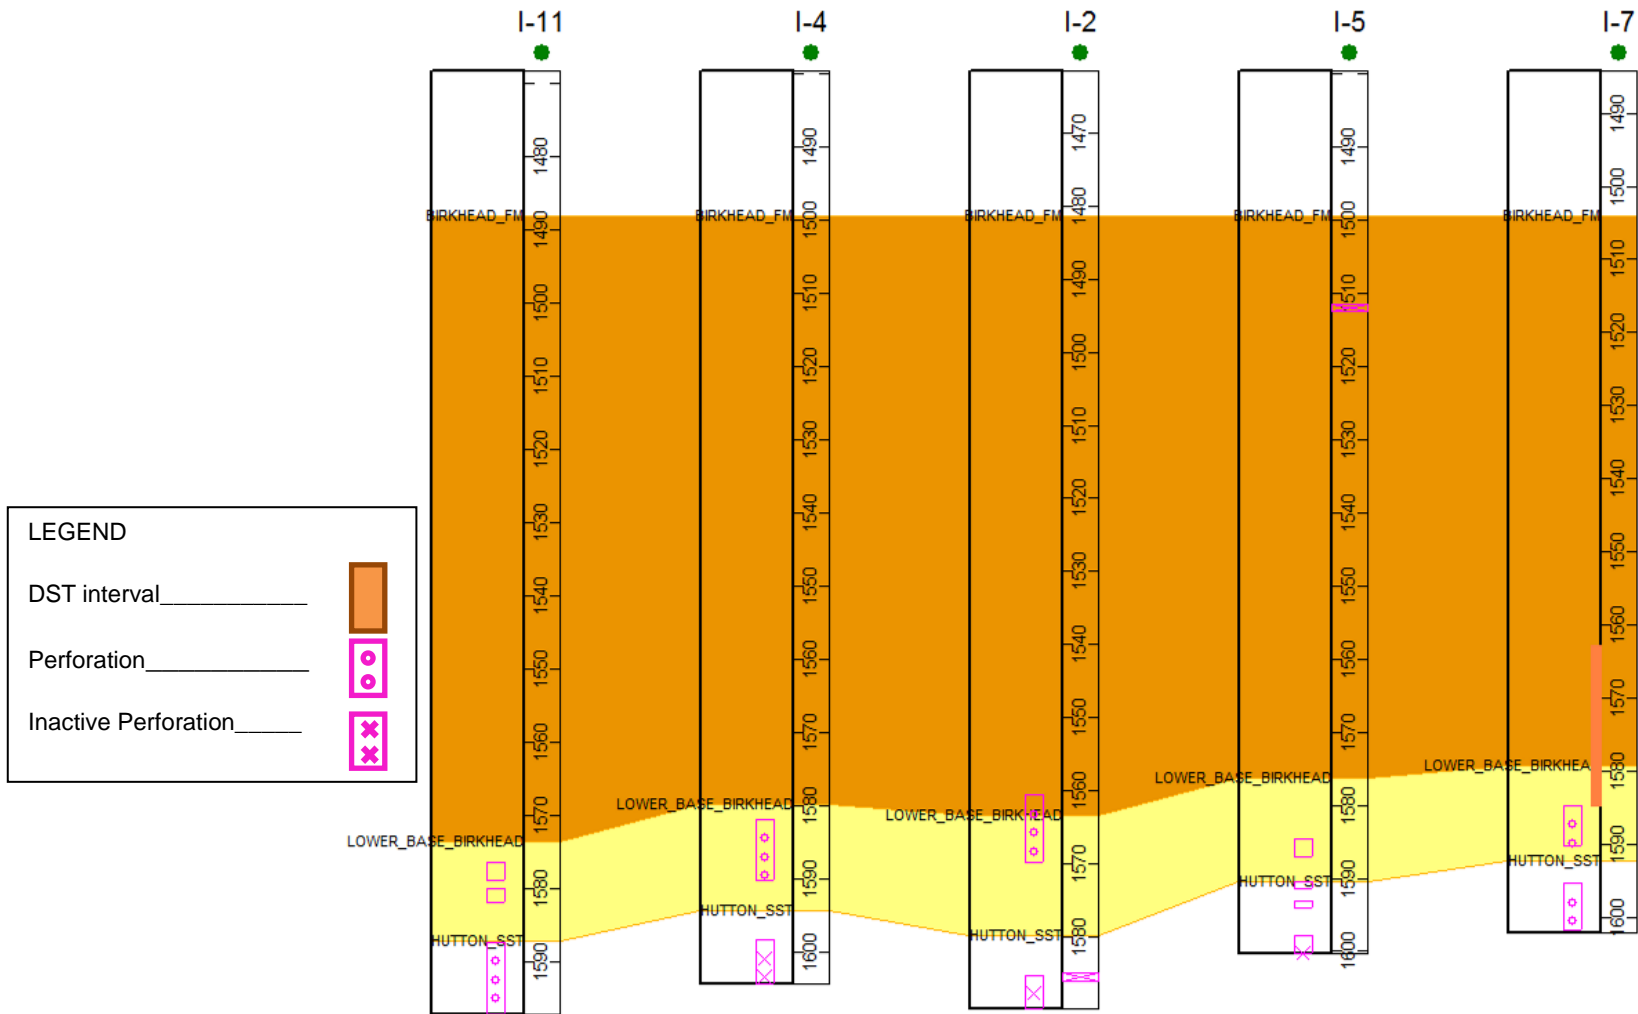 I-11 I-4 I-2 I-5 I-7
BIRKHEAD_FM BIRKHEAD_FM BIRKHEAD_FM BIRKHEAD_FM BIRKHEAD_FM
LOWER_BASE_BIRKHEAD LOWER_BASE_BIRKHEAD LOWER_BASE_BIRKHEAD LOWER_BASE_BIRKHEAD LOWER_BASE_BIRKHEA
HUTTON_SST HUTTON_SST HUTTON_SST HUTTON_SST HUTTON_SST
1480 1490 1500 1510 1520 1530 1540 1550 1560 1570 1580 1590
1490 1500 1510 1520 1530 1540 1550 1560 1570 1580 1590 1600
1470 1480 1490 1500 1510 1520 1530 1540 1550 1560 1570 1580
1490 1500 1510 1520 1530 1540 1550 1560 1570 1580 1590 1600
1490 1500 1510 1520 1530 1540 1550 1560 1570 1580 1590 1600
LEGEND
DST interval___________
Perforation____________
Inactive Perforation_____